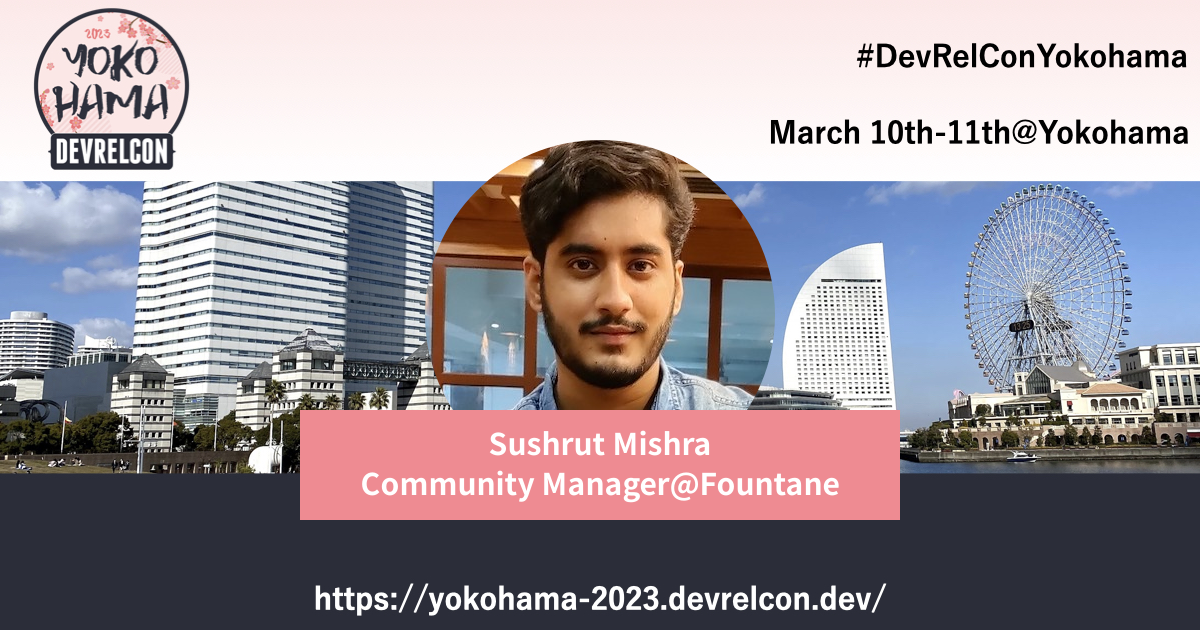 2023
YOKO
HAMA
DEVRELCON
#DevRelConYokohama
March 10th-11th@Yokohama
Sushrut Mishra
Community Manager@Fountane
https://yokohama-2023.devrelcon.dev/